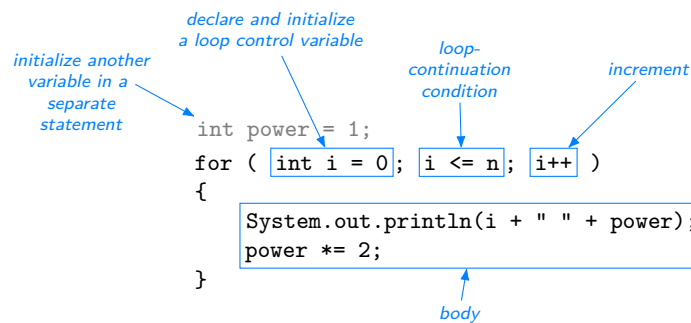 declare and initialize
a loop control variable
initialize another
variable in a
separate
statement
loop-
continuation
condition
increment
int power = 1;
for ( int i = 0; i <= n; i++ )
{
System.out.println(i + " " + power);
power *= 2;
}
body